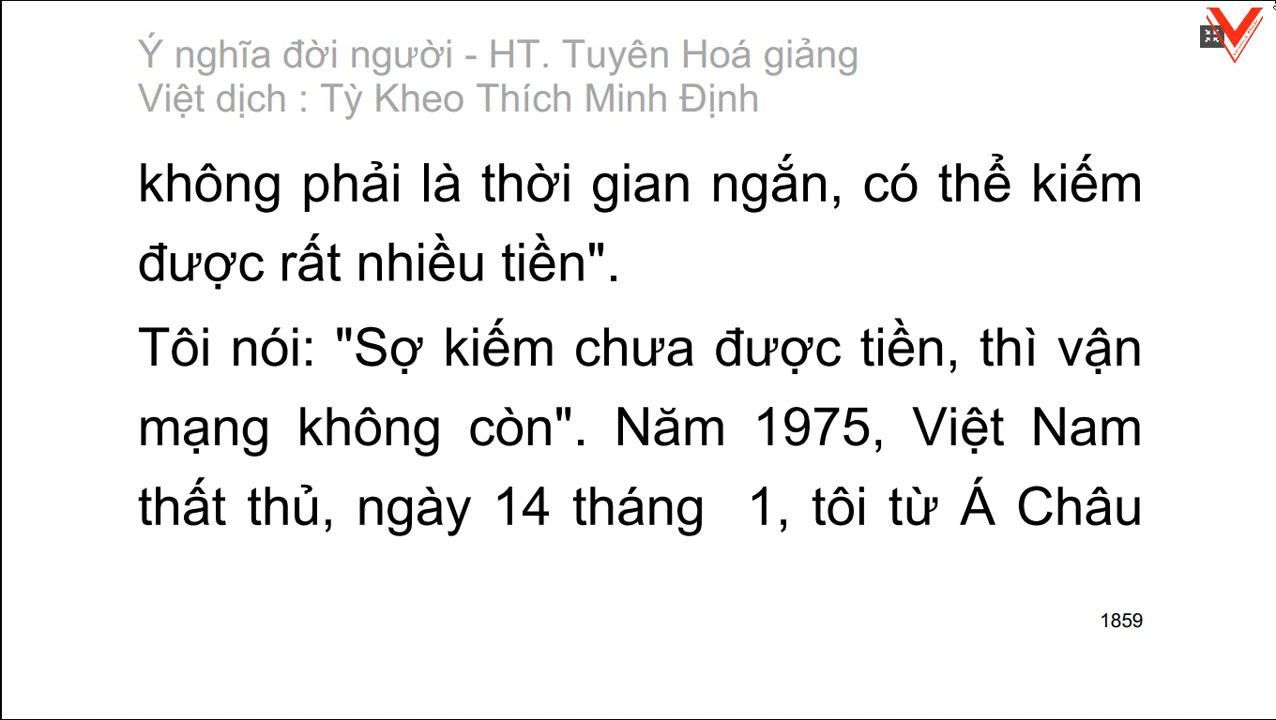 Ý nghĩa đời người - HT. Tuyên Hoá giảng
Việt dịch : Tỳ Kheo Thích Minh Định
không phải là thời gian ngắn, có thể kiếm
được rất nhiều tiền".
Tôi nói: "Sợ kiếm chưa được tiền, thì vận
mạng không còn". Năm 1975, Việt Nam
thất thủ, ngày 14 tháng  1, tôi từ Á Châu
1859